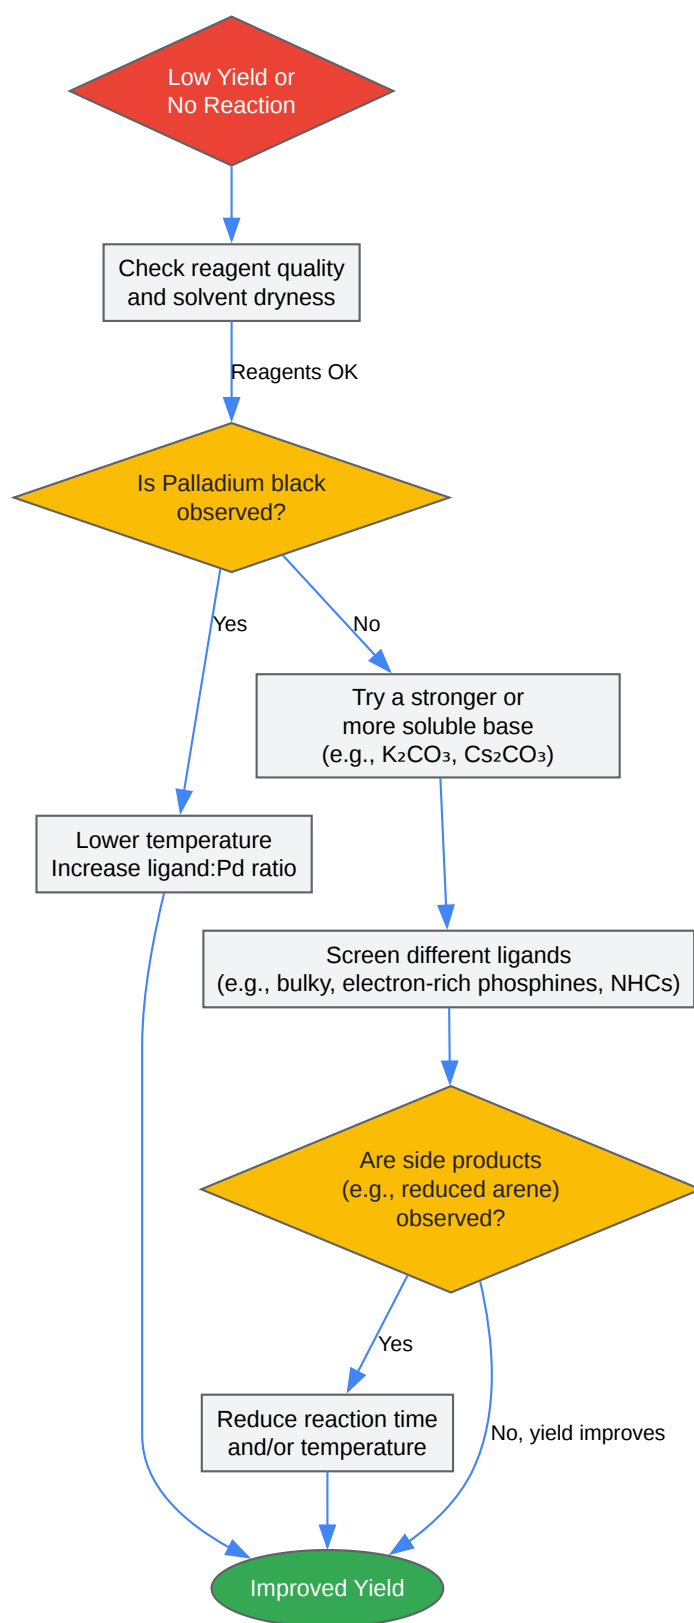 Low Yield or
No Reaction
Check reagent quality
and solvent dryness
Reagents OK
Is Palladium black
observed?
Yes
No
Try a stronger or
more soluble base
(e.g., K₂CO₃, Cs₂CO₃)
Lower temperature
Increase ligand:Pd ratio
Screen different ligands
(e.g., bulky, electron-rich phosphines, NHCs)
Are side products
(e.g., reduced arene)
observed?
Yes
Reduce reaction time
and/or temperature
No, yield improves
Improved Yield